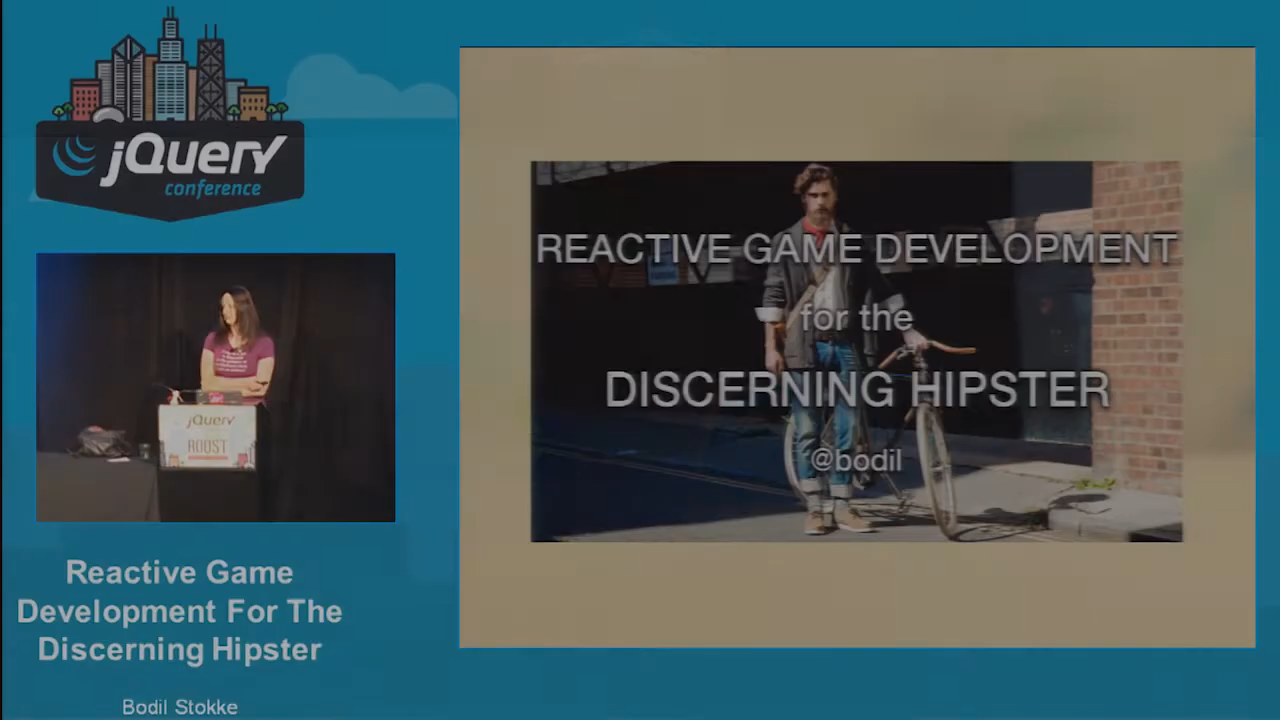 jQuery
conference
jQuery
ROOST
Reactive Game
Development For The
Discerning Hipster
Bodil Stokke
REACTIVE GAME DEVELOPMENT
for the
DISCERNING HIPSTER
@bodil